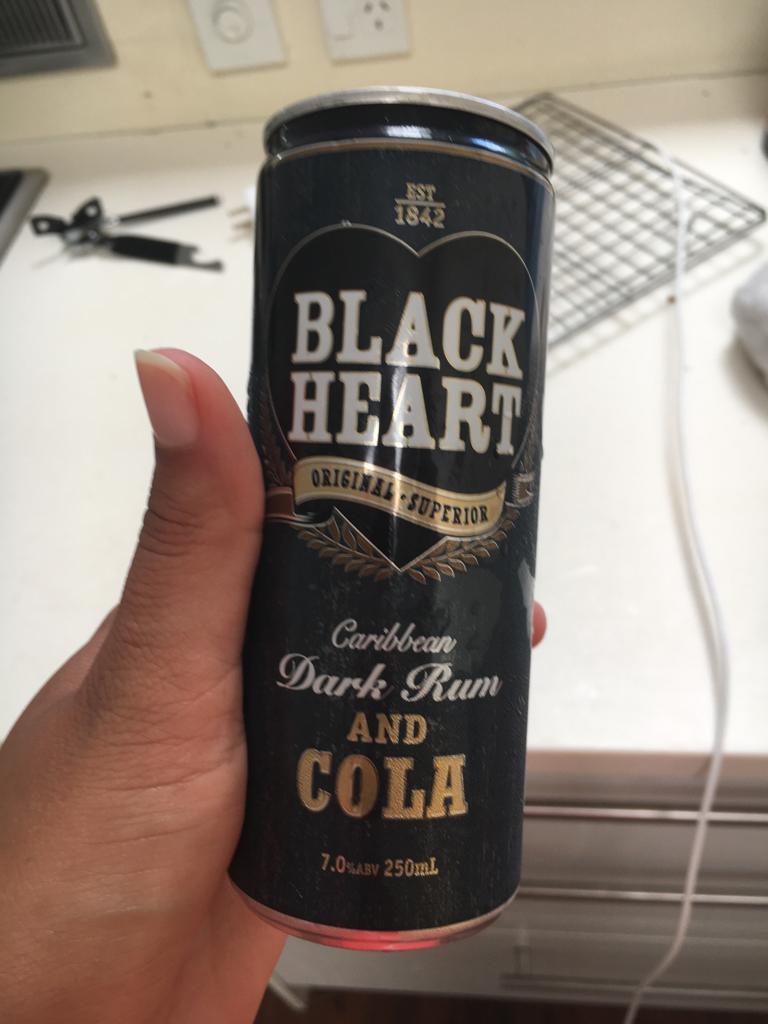 EST
1842
BLACK
HEART
ORIGINAL · SUPERIOR
Caribbean
Dark Rum
AND
COLA
7.0%ABV 250mL